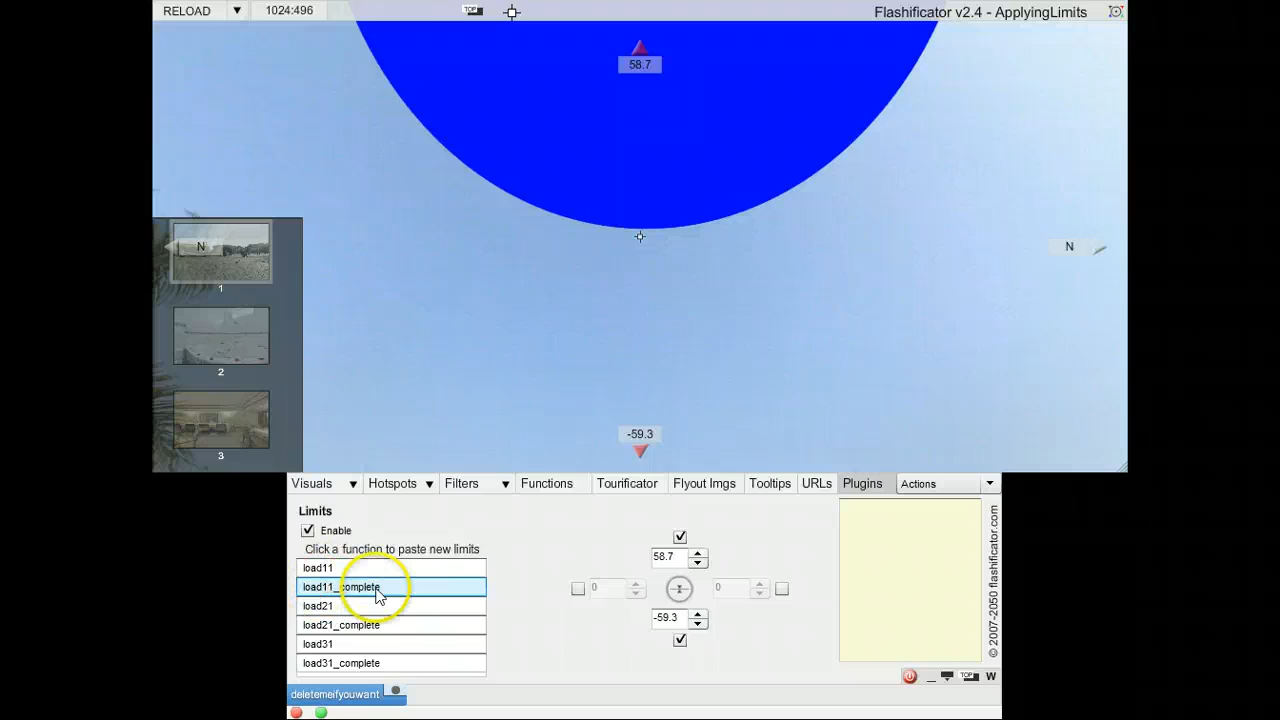 RELOAD 1024:496 TOP Flashificator v2.4 - ApplyingLimits
58.7
N
N
1
2
3
-59.3
Visuals Hotspots Filters Functions Tourificator Flyout Imgs Tooltips URLs Plugins Actions
Limits
Enable
Click a function to paste new limits
load11
load11_complete
load21
load21_complete
load31
load31_complete
58.7
0
0
-59.3
© 2007-2050 flashificator.com
TOP W
deletemeifyouwant